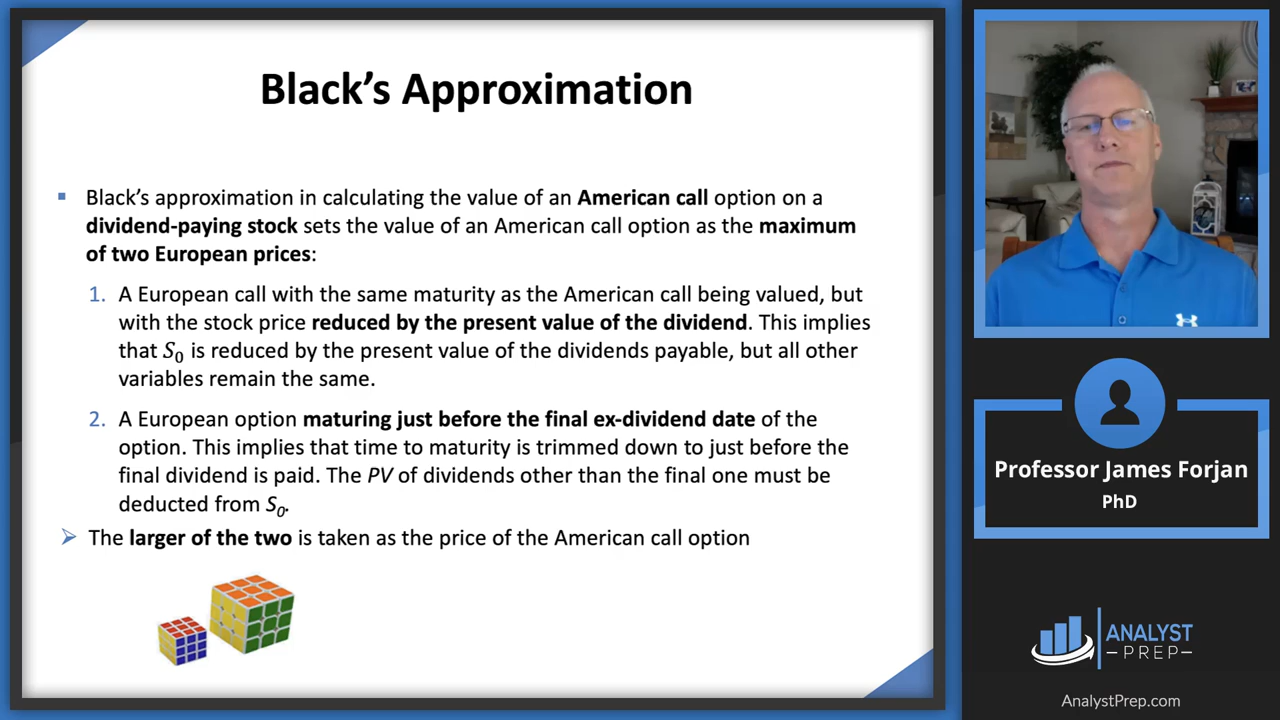 Black’s Approximation
▪ Black’s approximation in calculating the value of an American call option on a
dividend-paying stock sets the value of an American call option as the maximum
of two European prices:
1. A European call with the same maturity as the American call being valued, but
with the stock price reduced by the present value of the dividend. This implies
that S₀ is reduced by the present value of the dividends payable, but all other
variables remain the same.
2. A European option maturing just before the final ex-dividend date of the
option. This implies that time to maturity is trimmed down to just before the
final dividend is paid. The PV of dividends other than the final one must be
deducted from S₀.
➢ The larger of the two is taken as the price of the American call option
Professor James Forjan
PhD
ANALYST
–PREP–
AnalystPrep.com